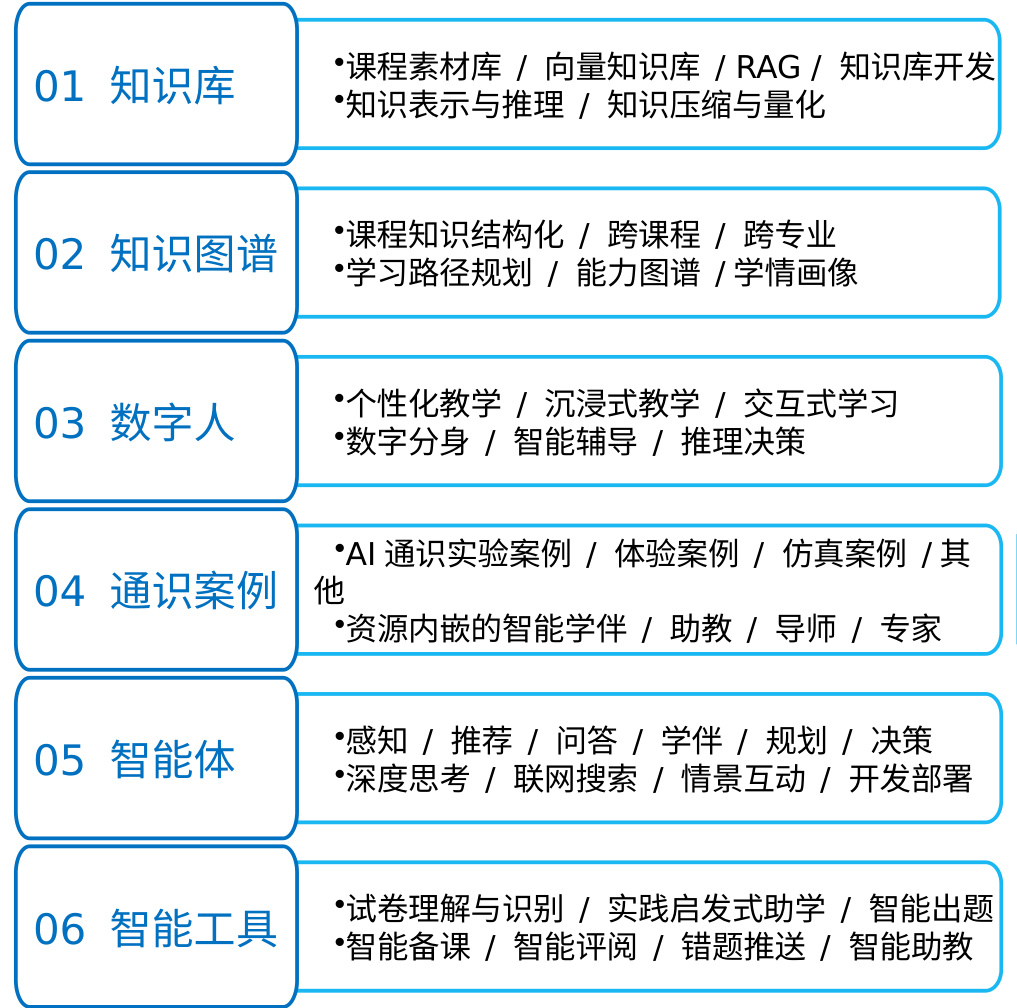 01 知识库
•课程素材库 / 向量知识库 / RAG / 知识库开发
•知识表示与推理 / 知识压缩与量化
02 知识图谱
•课程知识结构化 / 跨课程 / 跨专业
•学习路径规划 / 能力图谱 / 学情画像
03 数字人
•个性化教学 / 沉浸式教学 / 交互式学习
•数字分身 / 智能辅导 / 推理决策
04 通识案例
•AI 通识实验案例 / 体验案例 / 仿真案例 / 其
他
•资源内嵌的智能学伴 / 助教 / 导师 / 专家
05 智能体
•感知 / 推荐 / 问答 / 学伴 / 规划 / 决策
•深度思考 / 联网搜索 / 情景互动 / 开发部署
06 智能工具
•试卷理解与识别 / 实践启发式助学 / 智能出题
•智能备课 / 智能评阅 / 错题推送 / 智能助教